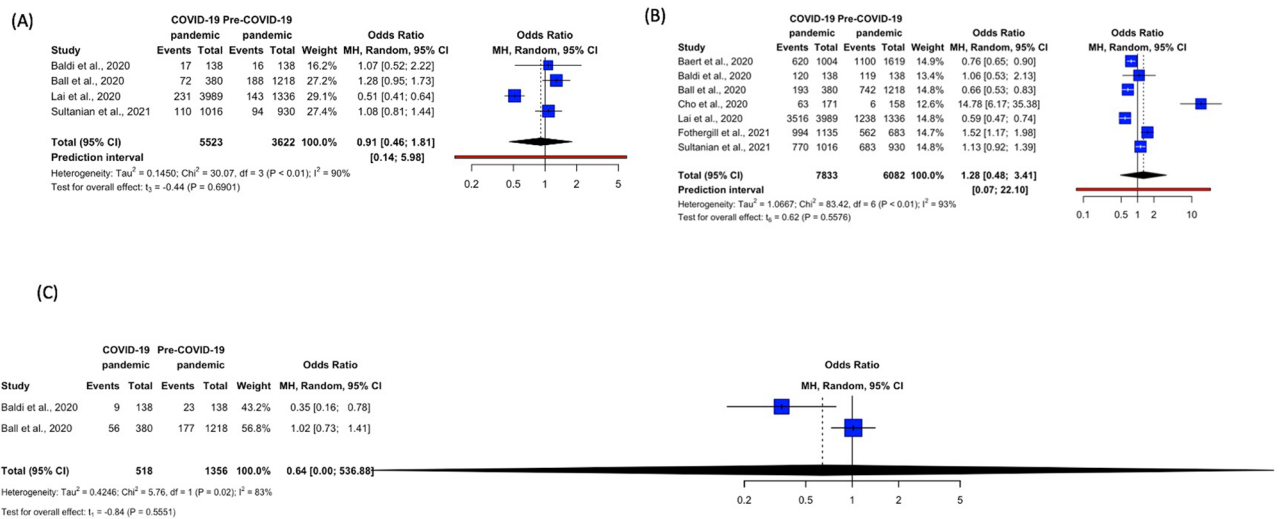 (A)
COVID-19 Pre-COVID-19
pandemic pandemic Odds Ratio Odds Ratio
Study Events Total Events Total Weight MH, Random, 95% CI MH, Random, 95% CI
Baldi et al., 2020 17 138 16 138 16.2% 1.07 [0.52; 2.22]
Ball et al., 2020 72 380 188 1218 27.2% 1.28 [0.95; 1.73]
Lai et al., 2020 231 3989 143 1336 29.1% 0.51 [0.41; 0.64]
Sultanian et al., 2021 110 1016 94 930 27.4% 1.08 [0.81; 1.44]
Total (95% CI) 5523 3622 100.0% 0.91 [0.46; 1.81]
Prediction interval [0.14; 5.98]
Heterogeneity: Tau² = 0.1450; Chi² = 30.07, df = 3 (P < 0.01); I² = 90%
Test for overall effect: t₃ = -0.44 (P = 0.6901)
0.2 0.5 1 2 5
(B)
COVID-19 Pre-COVID-19
pandemic pandemic Odds Ratio Odds Ratio
Study Events Total Events Total Weight MH, Random, 95% CI MH, Random, 95% CI
Baert et al., 2020 620 1004 1100 1619 14.9% 0.76 [0.65; 0.90]
Baldi et al., 2020 120 138 119 138 13.4% 1.06 [0.53; 2.13]
Ball et al., 2020 193 380 742 1218 14.8% 0.66 [0.53; 0.83]
Cho et al., 2020 63 171 6 158 12.6% 14.78 [6.17; 35.38]
Lai et al., 2020 3516 3989 1238 1336 14.8% 0.59 [0.47; 0.74]
Fothergill et al., 2021 994 1135 562 683 14.7% 1.52 [1.17; 1.98]
Sultanian et al., 2021 770 1016 683 930 14.8% 1.13 [0.92; 1.39]
Total (95% CI) 7833 6082 100.0% 1.28 [0.48; 3.41]
Prediction interval [0.07; 22.10]
Heterogeneity: Tau² = 1.0667; Chi² = 83.42, df = 6 (P < 0.01); I² = 93%
Test for overall effect: t₆ = 0.62 (P = 0.5576)
0.1 0.5 1 2 10
(C)
COVID-19 Pre-COVID-19
pandemic pandemic Odds Ratio Odds Ratio
Study Events Total Events Total Weight MH, Random, 95% CI MH, Random, 95% CI
Baldi et al., 2020 9 138 23 138 43.2% 0.35 [0.16; 0.78]
Ball et al., 2020 56 380 177 1218 56.8% 1.02 [0.73; 1.41]
Total (95% CI) 518 1356 100.0% 0.64 [0.00; 536.88]
Heterogeneity: Tau² = 0.4246; Chi² = 5.76, df = 1 (P = 0.02); I² = 83%
Test for overall effect: t₁ = -0.84 (P = 0.5551)
0.2 0.5 1 2 5